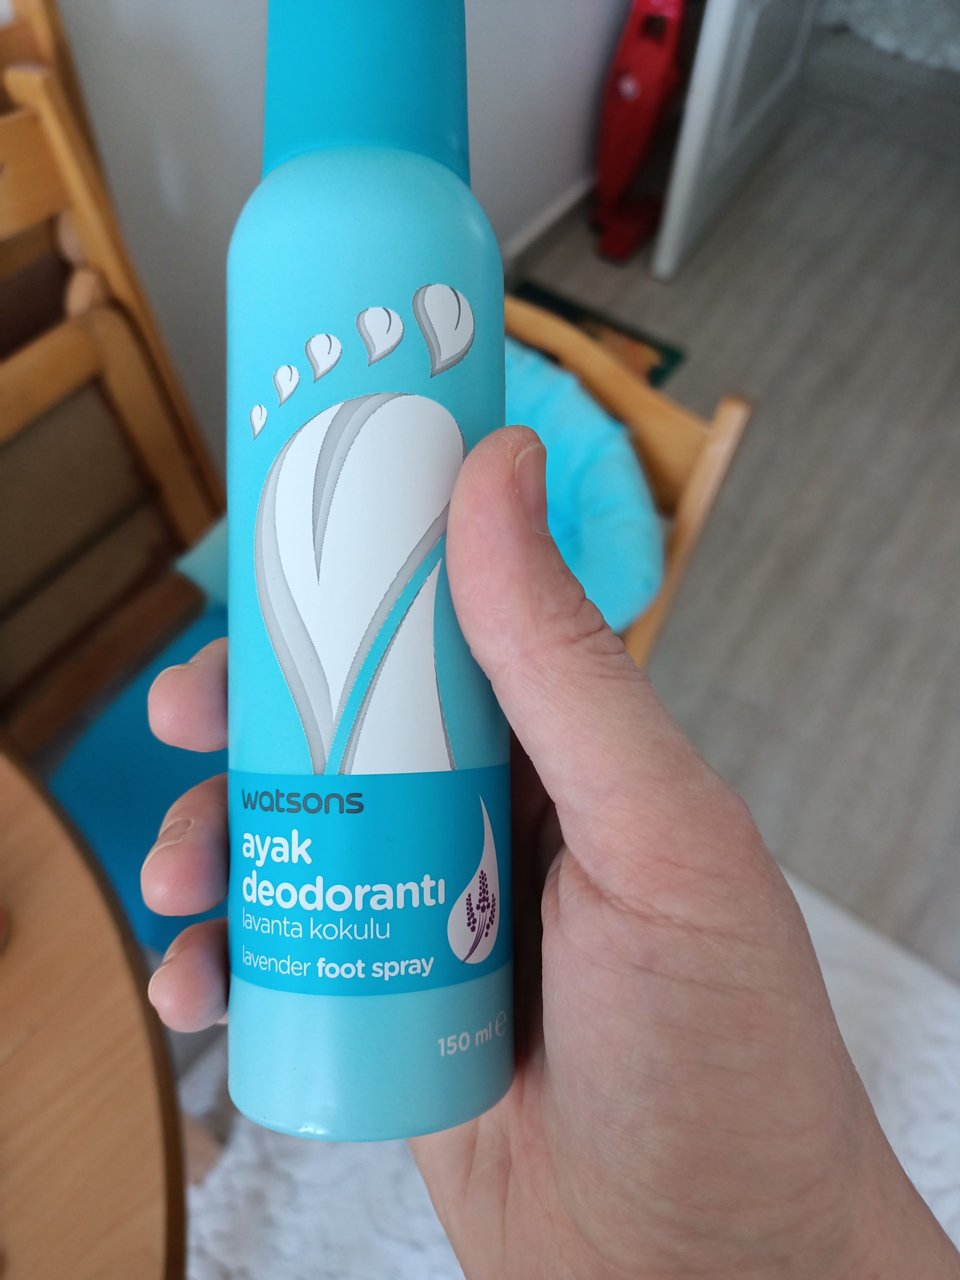 watsons
ayak
deodorantı
lavanta kokulu
lavender foot spray
150 ml e